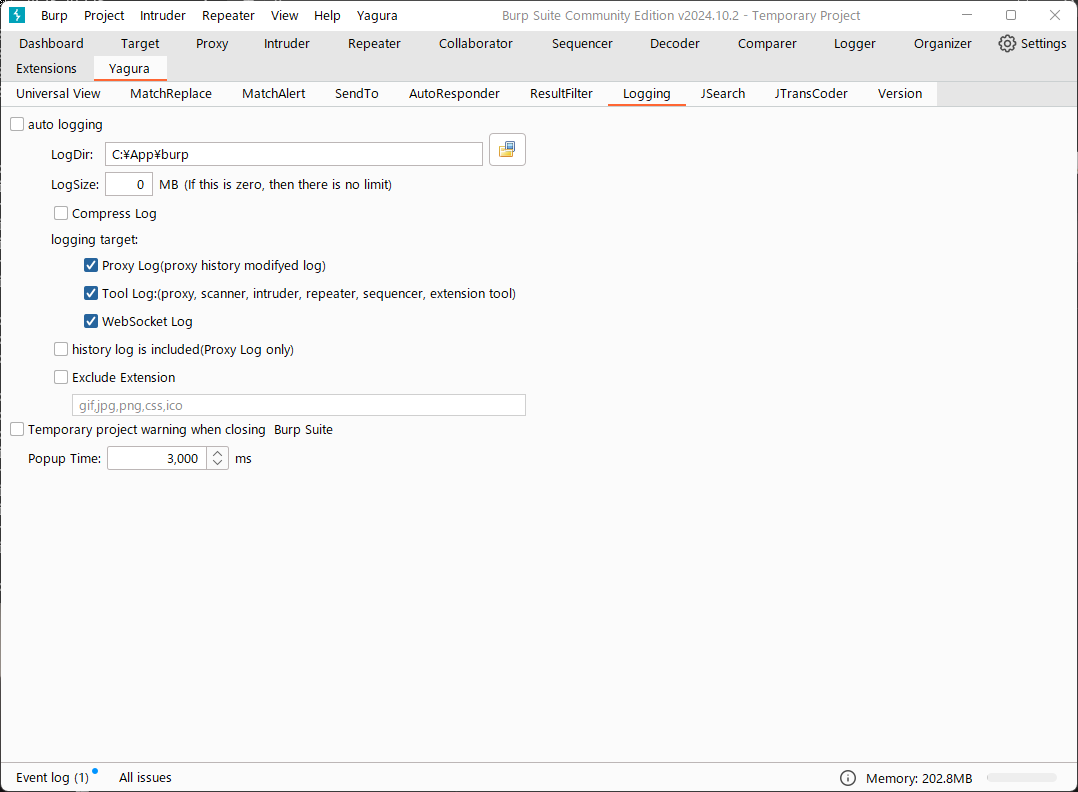 Burp Project Intruder Repeater View Help Yagura Burp Suite Community Edition v2024.10.2 - Temporary Project
Dashboard Target Proxy Intruder Repeater Collaborator Sequencer Decoder Comparer Logger Organizer Settings
Extensions Yagura
Universal View MatchReplace MatchAlert SendTo AutoResponder ResultFilter Logging JSearch JTransCoder Version
auto logging
LogDir: C:¥App¥burp
LogSize: 0 MB (If this is zero, then there is no limit)
Compress Log
logging target:
Proxy Log(proxy history modifyed log)
Tool Log:(proxy, scanner, intruder, repeater, sequencer, extension tool)
WebSocket Log
history log is included(Proxy Log only)
Exclude Extension
gif,jpg,png,css,ico
Temporary project warning when closing Burp Suite
Popup Time: 3,000 ms
Event log (1) All issues Memory: 202.8MB